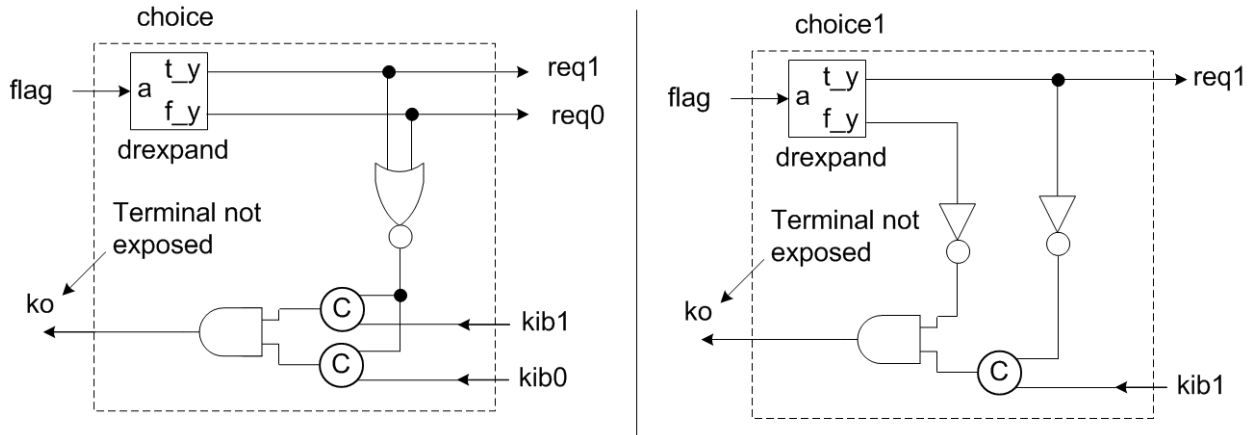 choice
flag
a
t_y
f_y
drexpand
req1
req0
Terminal not
exposed
ko
C
C
kib1
kib0
choice1
flag
a
t_y
f_y
drexpand
req1
Terminal not
exposed
ko
C
kib1